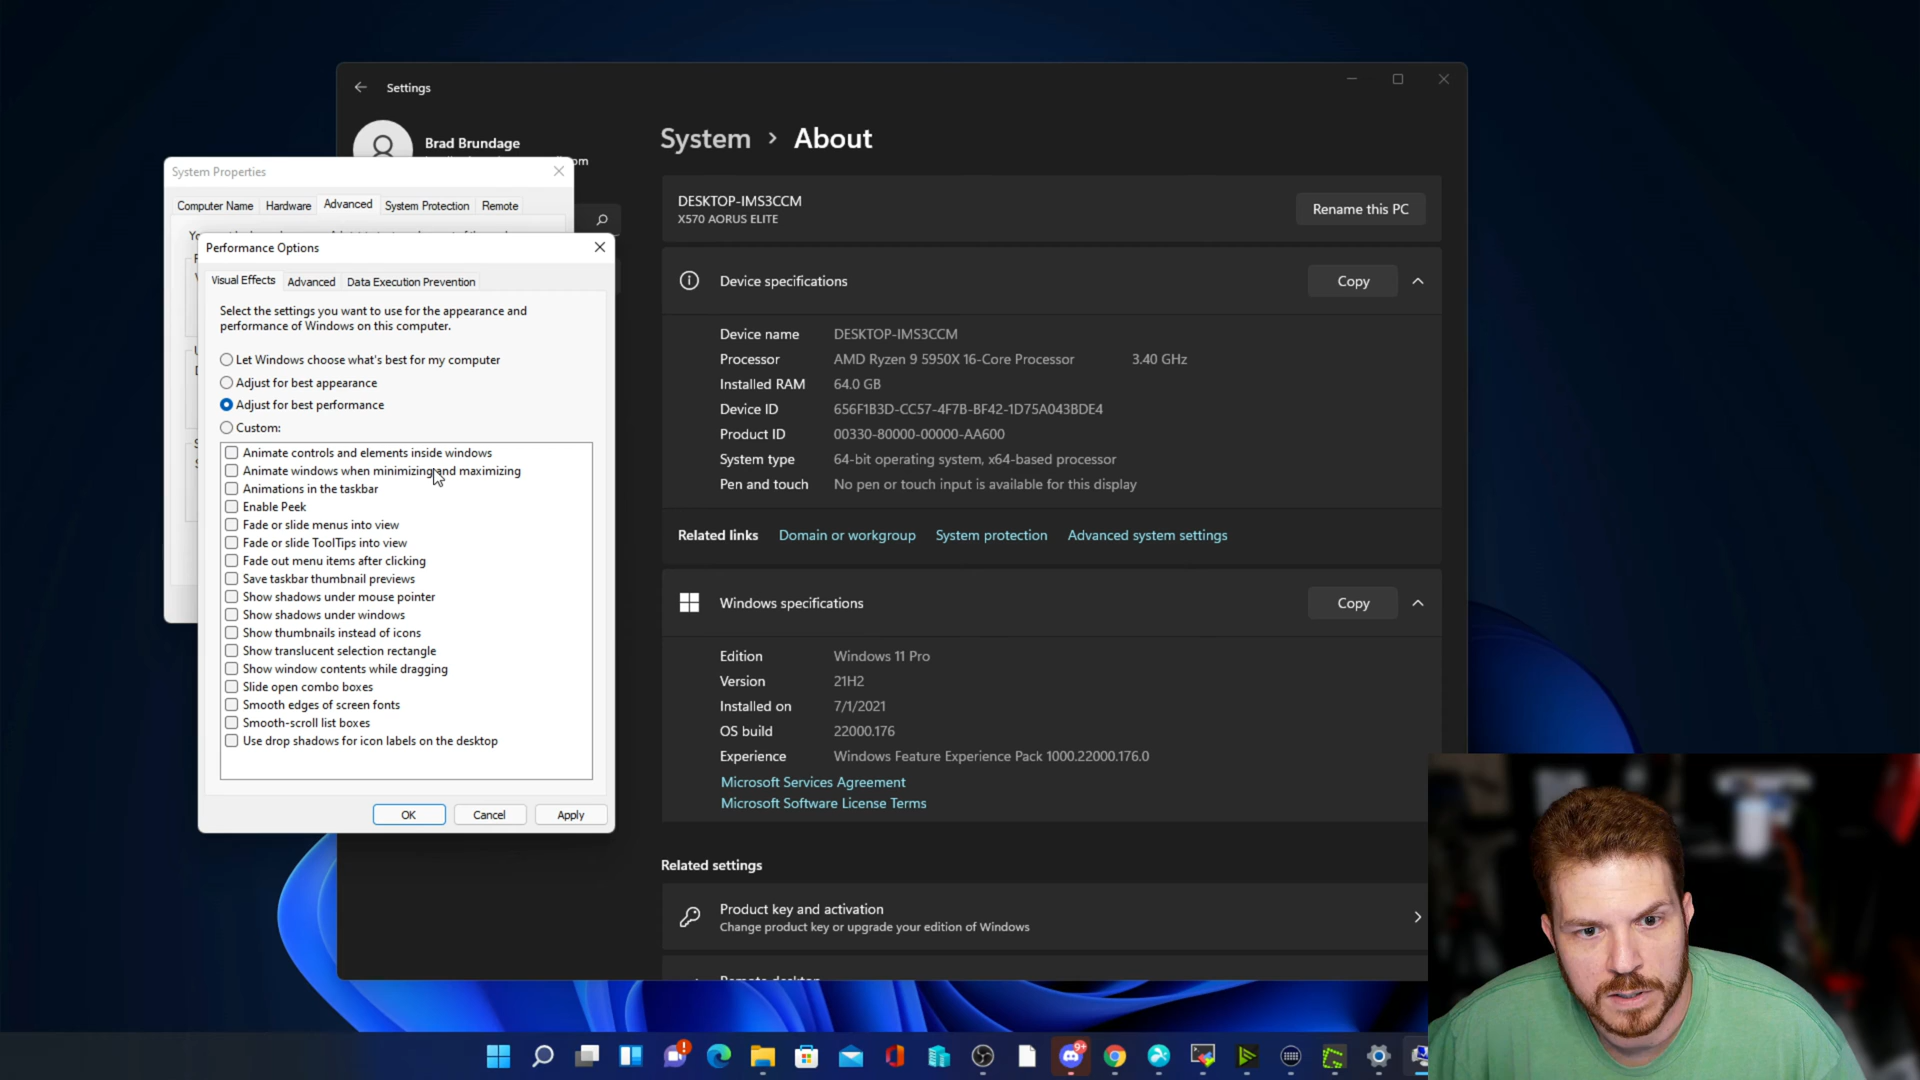 Settings
Brad Brundage
om
System > About
DESKTOP-IMS3CCM
X570 AORUS ELITE
Rename this PC
Device specifications
Copy
Device name DESKTOP-IMS3CCM
Processor AMD Ryzen 9 5950X 16-Core Processor 3.40 GHz
Installed RAM 64.0 GB
Device ID 656F1B3D-CC57-4F7B-BF42-1D75A043BDE4
Product ID 00330-80000-00000-AA600
System type 64-bit operating system, x64-based processor
Pen and touch No pen or touch input is available for this display
Related links Domain or workgroup System protection Advanced system settings
Windows specifications
Copy
Edition Windows 11 Pro
Version 21H2
Installed on 7/1/2021
OS build 22000.176
Experience Windows Feature Experience Pack 1000.22000.176.0
Microsoft Services Agreement
Microsoft Software License Terms
Related settings
Product key and activation
Change product key or upgrade your edition of Windows
System Properties
Computer Name Hardware Advanced System Protection Remote
Performance Options
Visual Effects Advanced Data Execution Prevention
Select the settings you want to use for the appearance and
performance of Windows on this computer.
Let Windows choose what's best for my computer
Adjust for best appearance
Adjust for best performance
Custom:
Animate controls and elements inside windows
Animate windows when minimizing and maximizing
Animations in the taskbar
Enable Peek
Fade or slide menus into view
Fade or slide ToolTips into view
Fade out menu items after clicking
Save taskbar thumbnail previews
Show shadows under mouse pointer
Show shadows under windows
Show thumbnails instead of icons
Show translucent selection rectangle
Show window contents while dragging
Slide open combo boxes
Smooth edges of screen fonts
Smooth-scroll list boxes
Use drop shadows for icon labels on the desktop
OK Cancel Apply
9+